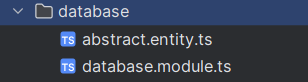 database
TS abstract.entity.ts
TS database.module.ts